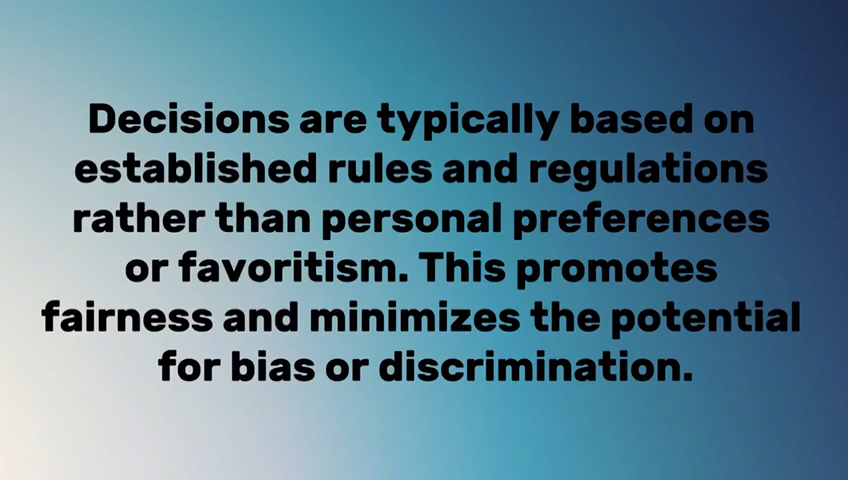 Decisions are typically based on
established rules and regulations
rather than personal preferences
or favoritism. This promotes
fairness and minimizes the potential
for bias or discrimination.